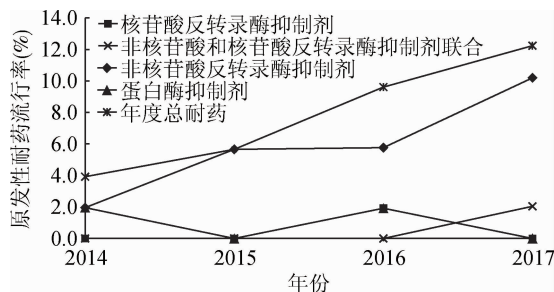 14.0
12.0
10.0
8.0
6.0
4.0
2.0
0.0
原发性耐药流行率(%)
核苷酸反转录酶抑制剂
非核苷酸和核苷酸反转录酶抑制剂联合
非核苷酸反转录酶抑制剂
蛋白酶抑制剂
年度总耐药
2014 2015 2016 2017
年份